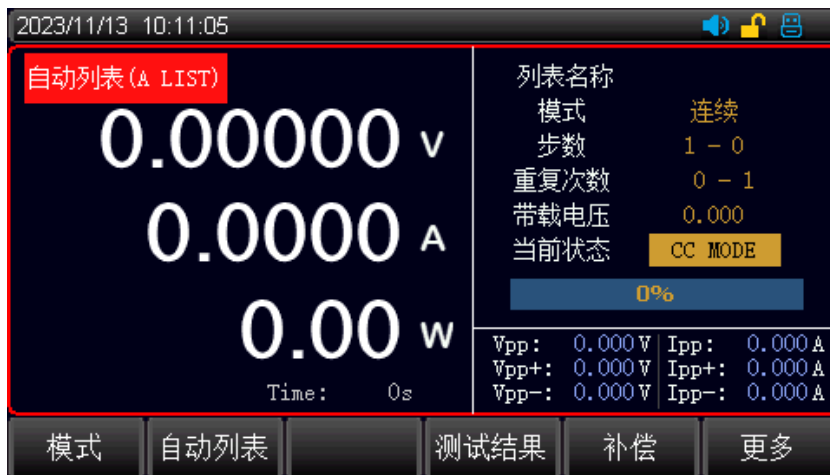 2023/11/13 10:11:05
自动列表(A LIST)
0.00000 V
0.0000 A
0.00 W
Time: 0s
列表名称
模式 连续
步数 1 - 0
重复次数 0 - 1
带载电压 0.000
当前状态 CC MODE
0%
Vpp: 0.000V Ipp: 0.000A
Vpp+: 0.000V Ipp+: 0.000A
Vpp-: 0.000V Ipp-: 0.000A
模式 自动列表 测试结果 补偿 更多